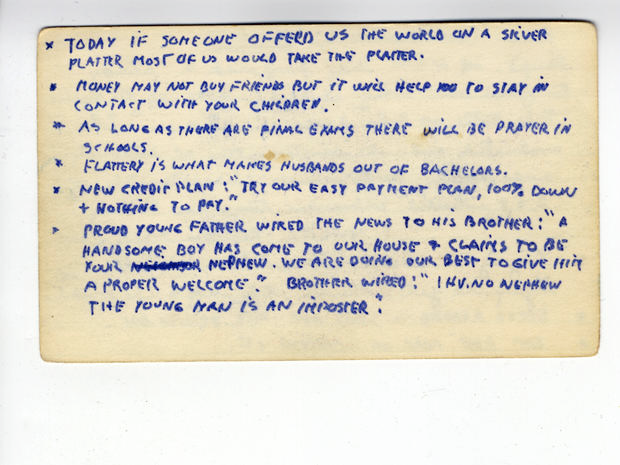 * TODAY IF SOMEONE OFFERD US THE WORLD ON A SILVER
PLATTER MOST OF US WOULD TAKE THE PLATTER.
* MONEY MAY NOT BUY FRIENDS BUT IT WILL HELP YOU TO STAY IN
CONTACT WITH YOUR CHILDREN.
* AS LONG AS THERE ARE FINAL EXAMS THERE WILL BE PRAYER IN
SCHOOLS.
* FLATTERY IS WHAT MAKES HUSBANDS OUT OF BACHELORS.
* NEW CREDIT PLAN: "TRY OUR EASY PAYMENT PLAN, 100% DOWN
+ NOTHING TO PAY."
* PROUD YOUNG FATHER WIRED THE NEWS TO HIS BROTHER: "A
HANDSOME BOY HAS COME TO OUR HOUSE + CLAIMS TO BE
YOUR NEPHEW. WE ARE DOING OUR BEST TO GIVE HIM
A PROPER WELCOME." BROTHER WIRED: "I HV. NO NEPHEW
THE YOUNG MAN IS AN IMPOSTER".